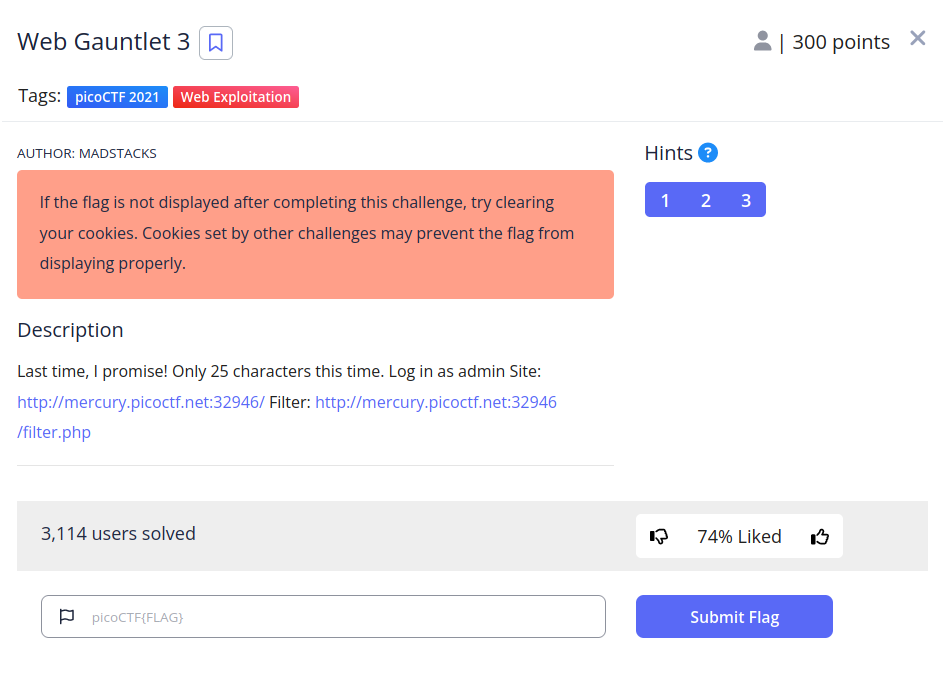 Web Gauntlet 3
| 300 points
Tags: picoCTF 2021 Web Exploitation
AUTHOR: MADSTACKS
Hints ?
If the flag is not displayed after completing this challenge, try clearing
your cookies. Cookies set by other challenges may prevent the flag from
displaying properly.
1 2 3
Description
Last time, I promise! Only 25 characters this time. Log in as admin Site:
http://mercury.picoctf.net:32946/ Filter: http://mercury.picoctf.net:32946
/filter.php
3,114 users solved
74% Liked
picoCTF{FLAG}
Submit Flag